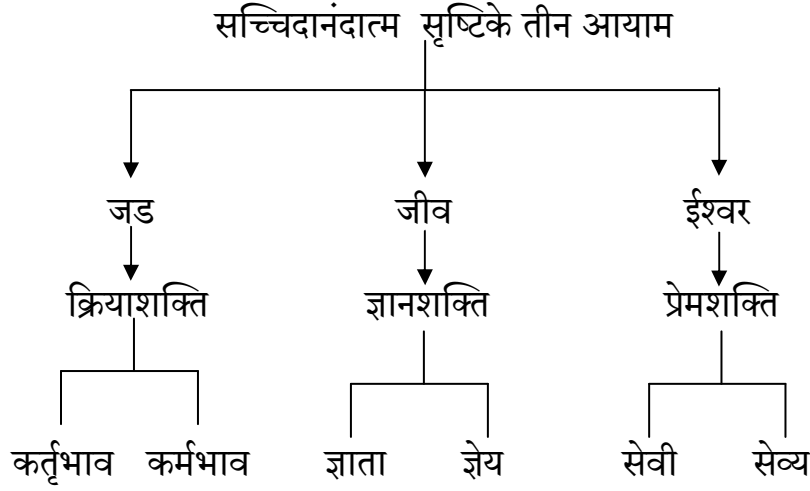 सच्चिदानंदात्म सृष्टिके तीन आयाम
जड जीव ईश्वर
क्रियाशक्ति ज्ञानशक्ति प्रेमशक्ति
कर्तृभाव कर्मभाव ज्ञाता ज्ञेय सेवी सेव्य